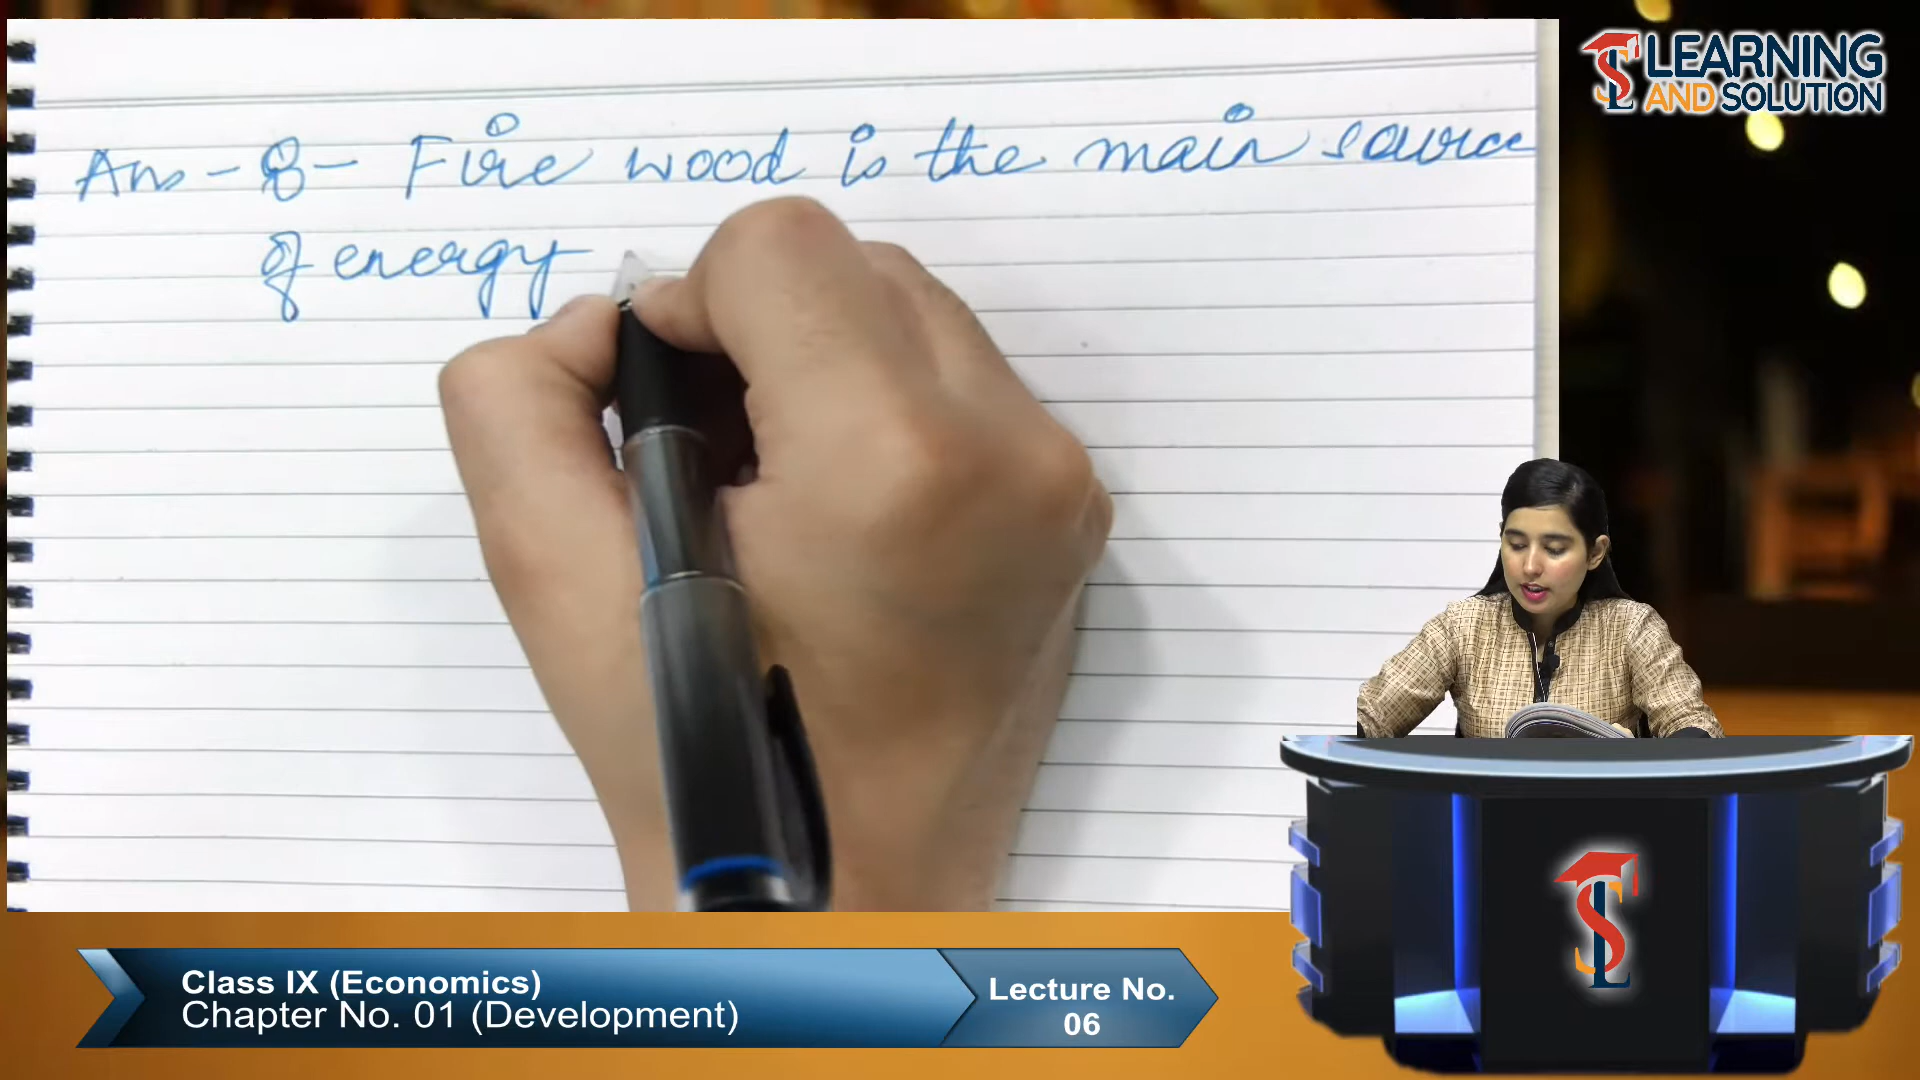 LEARNING
AND SOLUTION
Ans - 8 - Fire wood is the main source
of energy
Class IX (Economics)
Chapter No. 01 (Development)
Lecture No.
06